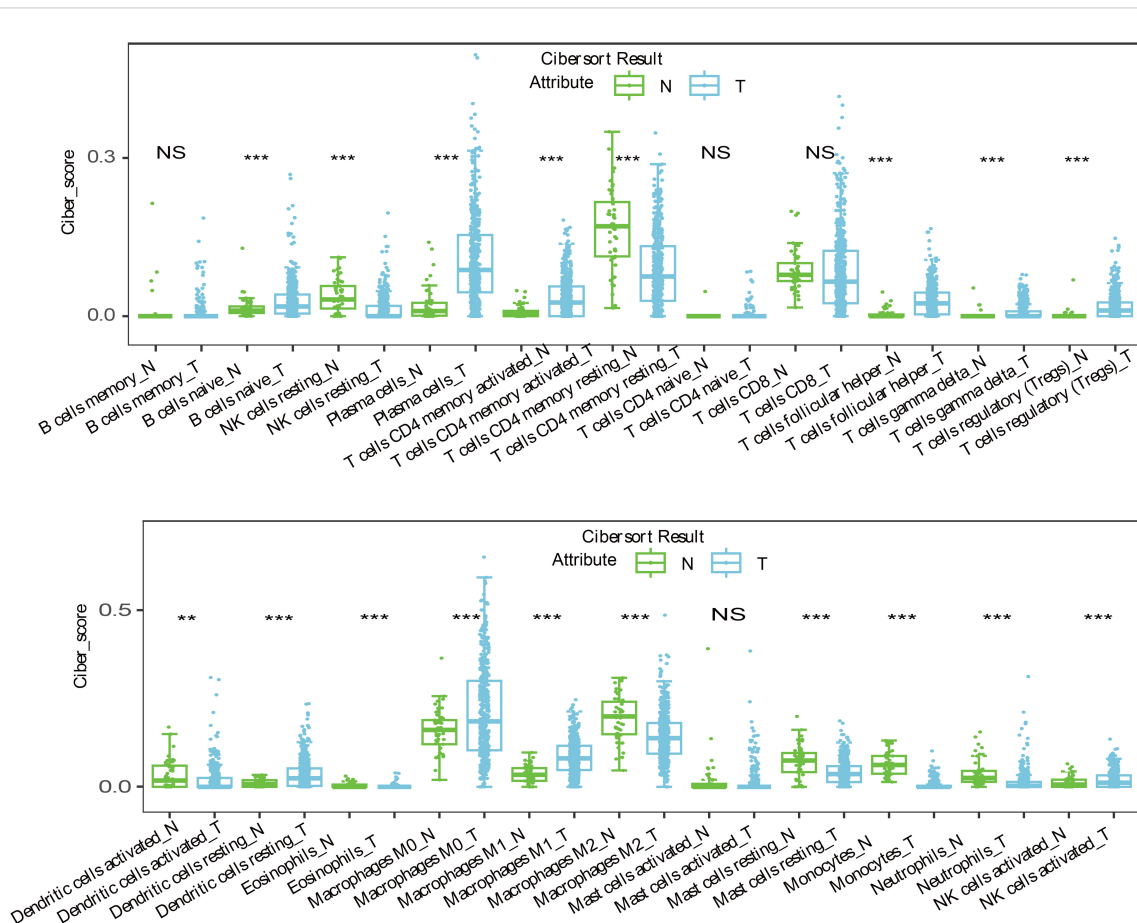 Cibersort Result
Attribute N T
Ciber_score
0.3
0.0
NS *** *** *** *** *** NS NS *** *** ***
B cells memory_N
B cells memory_T
B cells naive_N
B cells naive_T
NK cells resting_N
NK cells resting_T
Plasma cells_N
Plasma cells_T
T cells CD4 memory activated_N
T cells CD4 memory activated_T
T cells CD4 memory resting_N
T cells CD4 memory resting_T
T cells CD4 naive_N
T cells CD4 naive_T
T cells CD8_N
T cells CD8_T
T cells follicular helper_N
T cells follicular helper_T
T cells gamma delta_N
T cells gamma delta_T
T cells regulatory (Tregs)_N
T cells regulatory (Tregs)_T
Cibersort Result
Attribute N T
Ciber_score
0.5
0.0
** *** *** *** *** *** NS *** *** *** ***
Dendritic cells activated_N
Dendritic cells activated_T
Dendritic cells resting_N
Dendritic cells resting_T
Eosinophils_N
Eosinophils_T
Macrophages M0_N
Macrophages M0_T
Macrophages M1_N
Macrophages M1_T
Macrophages M2_N
Macrophages M2_T
Mast cells activated_N
Mast cells activated_T
Mast cells resting_N
Mast cells resting_T
Monocytes_N
Monocytes_T
Neutrophils_N
Neutrophils_T
NK cells activated_N
NK cells activated_T